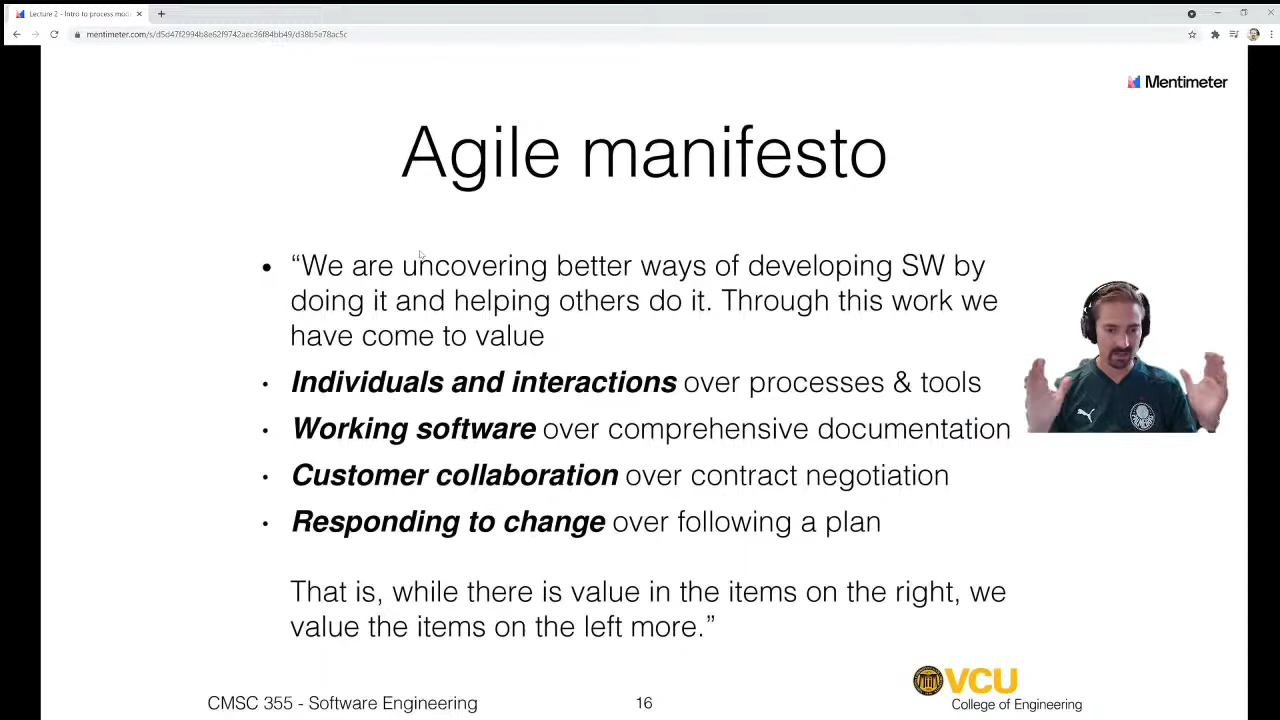 Lecture 2 - Intro to process mod
mentimeter.com/s/d5d47f2994b8e62f9742aec36f84bb49/d38b5e78ac5c
Mentimeter
Agile manifesto
• “We are uncovering better ways of developing SW by
doing it and helping others do it. Through this work we
have come to value
• Individuals and interactions over processes & tools
• Working software over comprehensive documentation
• Customer collaboration over contract negotiation
• Responding to change over following a plan
That is, while there is value in the items on the right, we
value the items on the left more.”
CMSC 355 - Software Engineering
16
VCU
College of Engineering